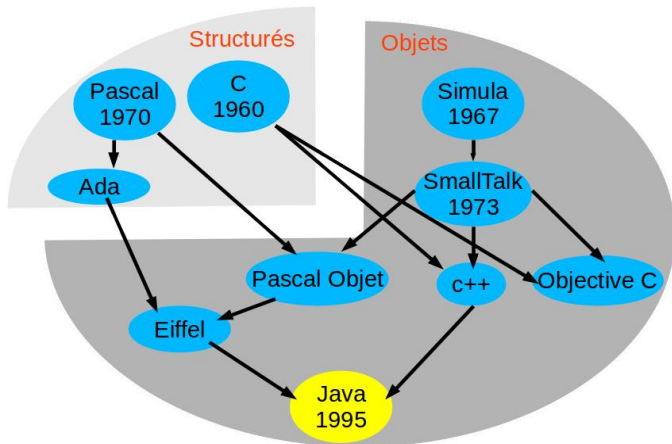 Structurés
Objets
Pascal
1970
C
1960
Simula
1967
Ada
SmallTalk
1973
Pascal Objet
c++
Objective C
Eiffel
Java
1995